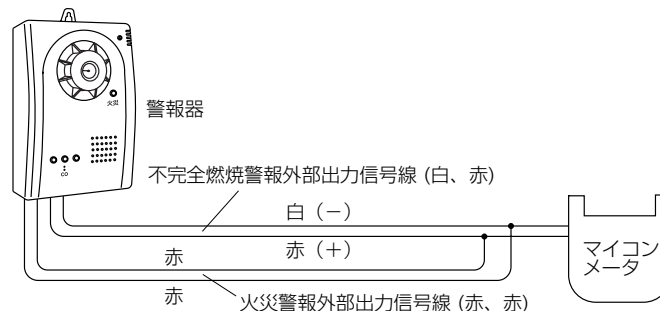 火災
CO
警報器
不完全燃焼警報外部出力信号線 (白、赤)
白（−）
赤（+）
赤
赤
火災警報外部出力信号線 (赤、赤)
マイコン
メータ